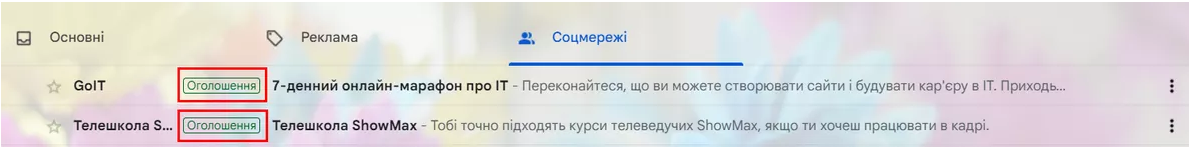 Основні Реклама Соцмережі
GoIT Оголошення 7-денний онлайн-марафон про IT - Переконайтеся, що ви можете створювати сайти і будувати кар'єру в IT. Приходь...
Телешкола S... Оголошення Телешкола ShowMax - Тобі точно підходять курси телеведучих ShowMax, якщо ти хочеш працювати в кадрі.